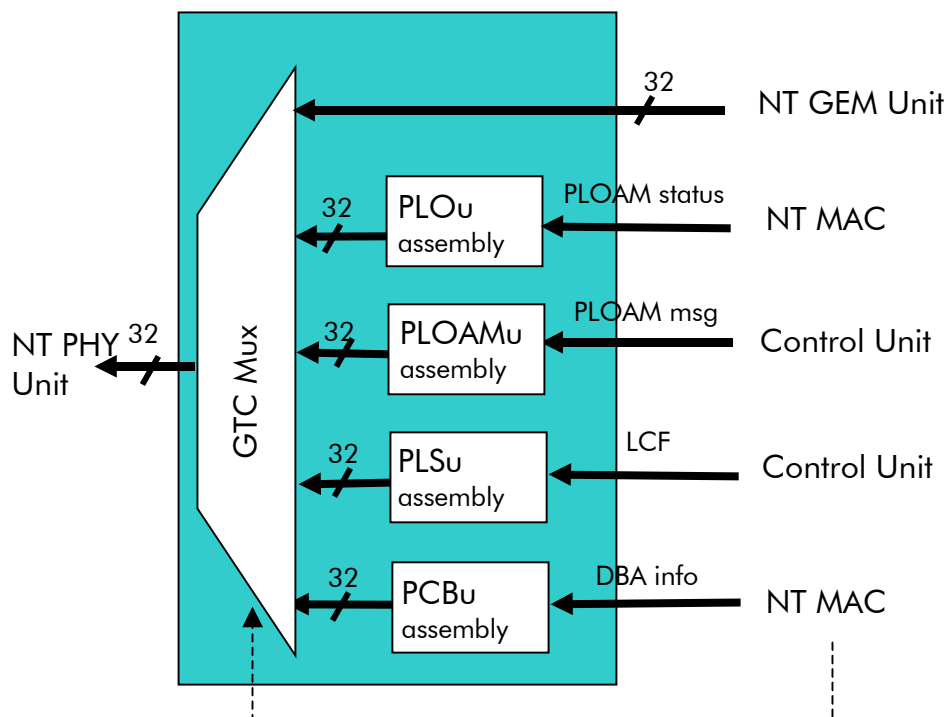 32
NT GEM Unit
PLOAM status
32
PLOu
assembly
NT MAC
PLOAM msg
32
PLOAMu
assembly
Control Unit
NT PHY
Unit
32
GTC Mux
LCF
32
PLSu
assembly
Control Unit
DBA info
32
PCBu
assembly
NT MAC